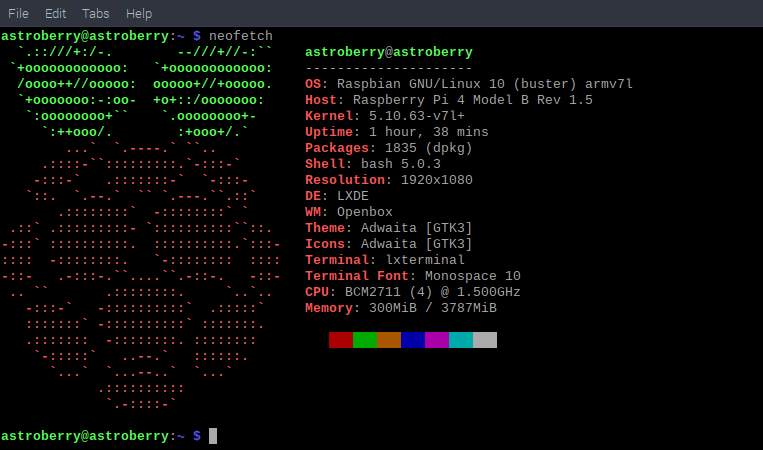 File Edit Tabs Help
astroberry@astroberry:~ $ neofetch
astroberry@astroberry
---------------------
OS: Raspbian GNU/Linux 10 (buster) armv7l
Host: Raspberry Pi 4 Model B Rev 1.5
Kernel: 5.10.63-v7l+
Uptime: 1 hour, 38 mins
Packages: 1835 (dpkg)
Shell: bash 5.0.3
Resolution: 1920x1080
DE: LXDE
WM: Openbox
Theme: Adwaita [GTK3]
Icons: Adwaita [GTK3]
Terminal: lxterminal
Terminal Font: Monospace 10
CPU: BCM2711 (4) @ 1.500GHz
Memory: 300MiB / 3787MiB
astroberry@astroberry:~ $